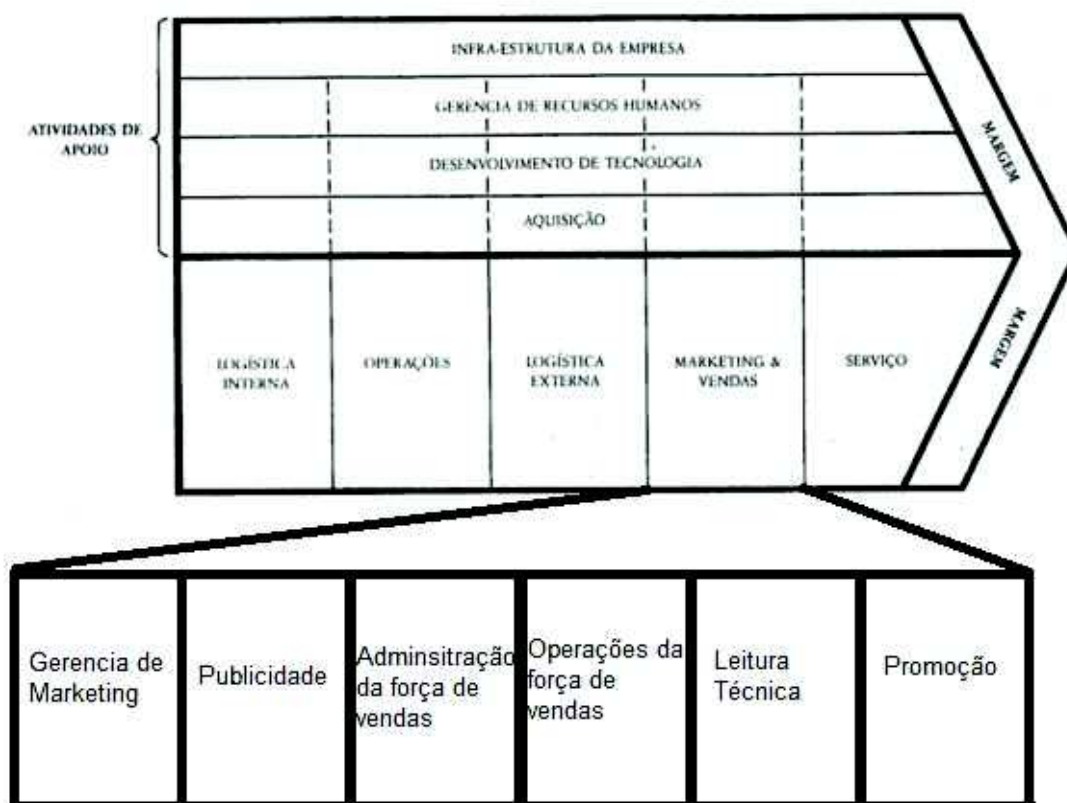 INFRA-ESTRUTURA DA EMPRESA
GERÊNCIA DE RECURSOS HUMANOS
ATIVIDADES DE
APOIO
DESENVOLVIMENTO DE TECNOLOGIA
AQUISIÇÃO
MARGEM
LOGÍSTICA
INTERNA
OPERAÇÕES
LOGÍSTICA
EXTERNA
MARKETING &
VENDAS
SERVIÇO
MARGEM
Gerencia de
Marketing
Publicidade
Adminsitração
da força de
vendas
Operações da
força de
vendas
Leitura
Técnica
Promoção